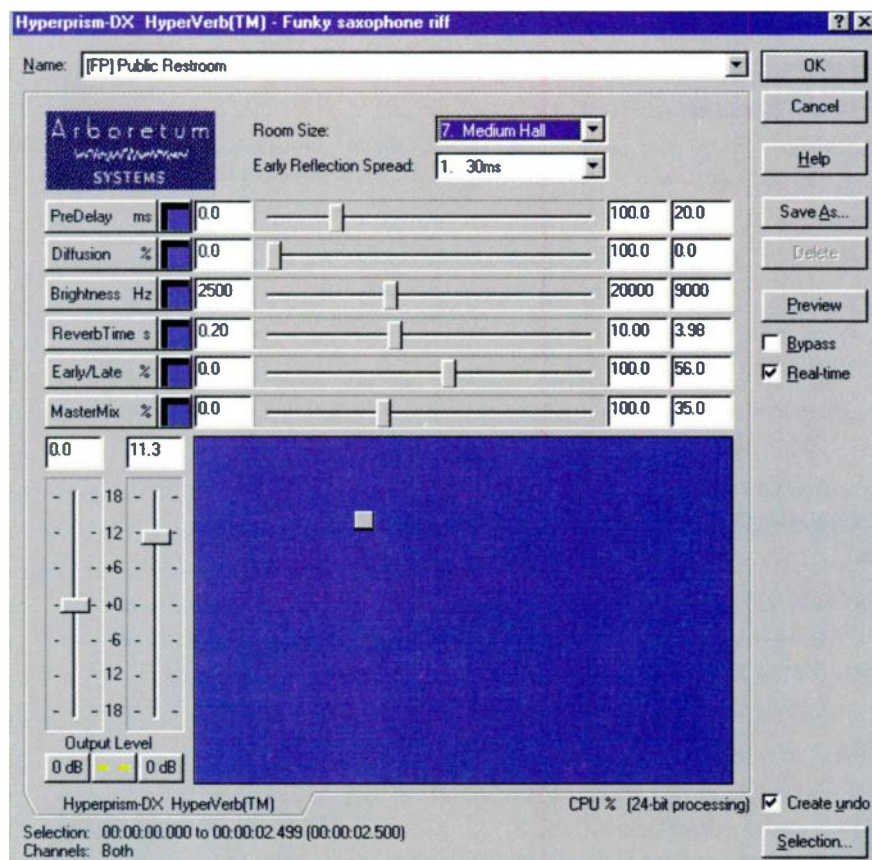 Hyperprism-DX HyperVerb(TM) - Funky saxophone riff
Name: [FP] Public Restroom
OK
Cancel
Help
Save As...
Delete
Preview
Bypass
Real-time
Arboretum
SYSTEMS
Room Size: 7. Medium Hall
Early Reflection Spread: 1. 30ms
PreDelay ms 0.0 100.0 20.0
Diffusion % 0.0 100.0 0.0
Brightness Hz 2500 20000 9000
ReverbTime s 0.20 10.00 3.98
Early/Late % 0.0 100.0 56.0
MasterMix % 0.0 100.0 35.0
0.0 11.3
- - 18 - -
- - 12 - -
- - +6 - -
- - +0 - -
- - -6 - -
- - 12 - -
- - 18 - -
Output Level
0 dB 0 dB
Hyperprism-DX HyperVerb(TM)
CPU % (24-bit processing)
Create undo
Selection: 00:00:00.000 to 00:00:02.499 (00:00:02.500)
Channels: Both
Selection...